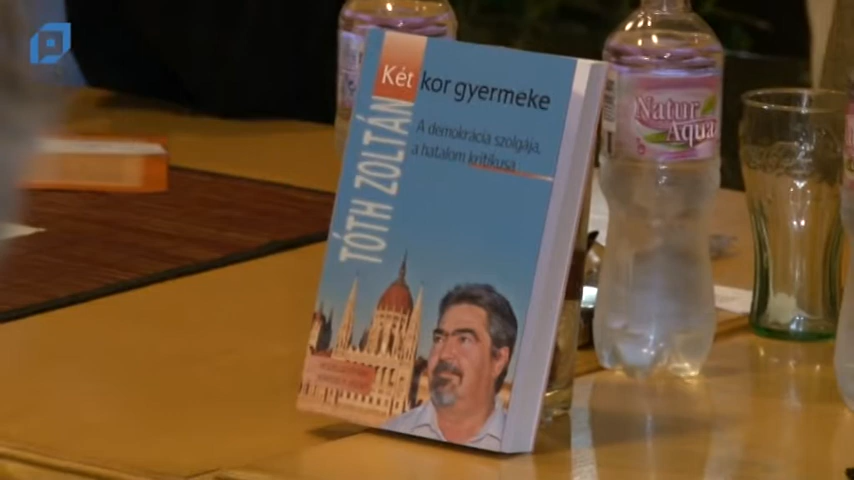 Két kor gyermeke
A demokrácia szolgája,
a hatalom kritikusa
TÓTH ZOLTÁN
Natur
Aqua